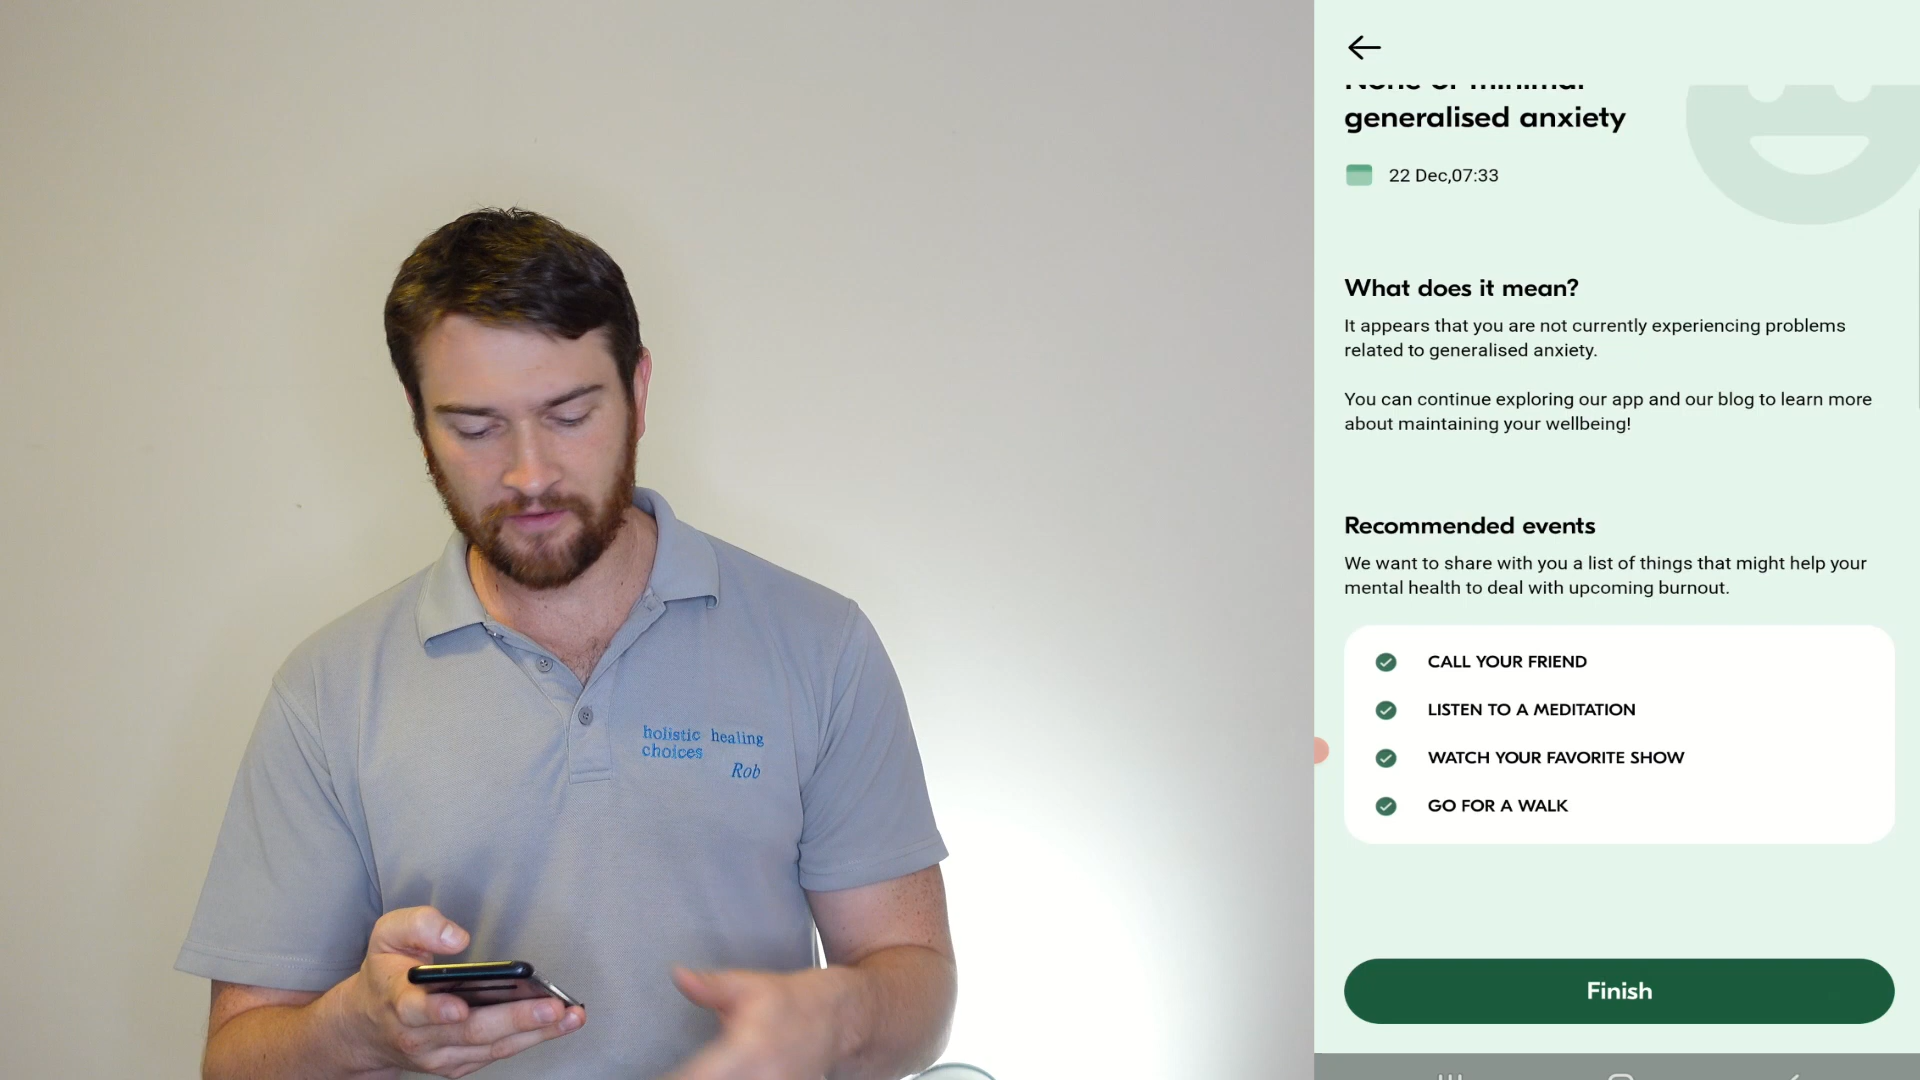 None or minimal
generalised anxiety
22 Dec,07:33
What does it mean?
It appears that you are not currently experiencing problems
related to generalised anxiety.
You can continue exploring our app and our blog to learn more
about maintaining your wellbeing!
Recommended events
We want to share with you a list of things that might help your
mental health to deal with upcoming burnout.
CALL YOUR FRIEND
LISTEN TO A MEDITATION
WATCH YOUR FAVORITE SHOW
GO FOR A WALK
Finish
holistic healing
choices
Rob